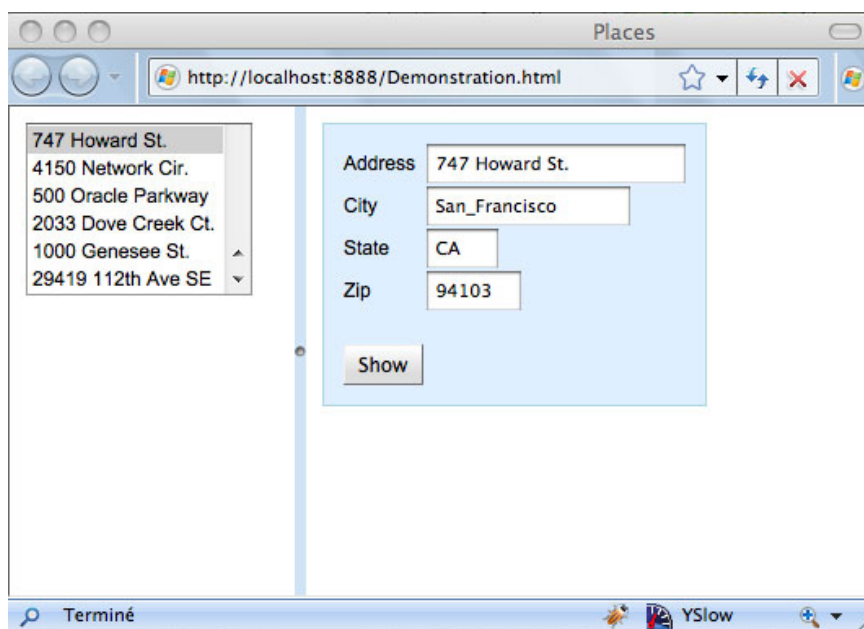 Places
http://localhost:8888/Demonstration.html
747 Howard St.
4150 Network Cir.
500 Oracle Parkway
2033 Dove Creek Ct.
1000 Genesee St.
29419 112th Ave SE
Address 747 Howard St.
City San_Francisco
State CA
Zip 94103
Show
Terminé YSlow